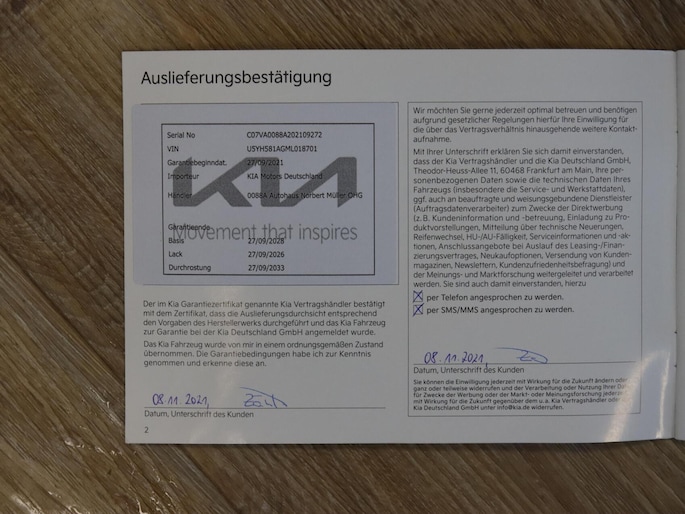 Auslieferungsbestätigung
Serial No C07VA0088A202109272
VIN U5YH581AGML018701
Garantiebeginndat. 27/09/2021
Importeur KIA Motors Deutschland
Händler 0088A Autohaus Norbert Müller OHG
KIA
Garantieende
Movement that inspires
Basis 27/09/2028
Lack 27/09/2026
Durchrostung 27/09/2033
Der im Kia Garantiezertifikat genannte Kia Vertragshändler bestätigt
mit dem Zertifikat, dass die Auslieferungsdurchsicht entsprechend
den Vorgaben des Herstellerwerks durchgeführt und das Kia Fahrzeug
zur Garantie bei der Kia Deutschland GmbH angemeldet wurde.
Das Kia Fahrzeug wurde von mir in einem ordnungsgemäßen Zustand
übernommen. Die Garantiebedingungen habe ich zur Kenntnis
genommen und erkenne diese an.
08.11.2021,
Datum, Unterschrift des Kunden
2
Wir möchten Sie gerne jederzeit optimal betreuen und benötigen
aufgrund gesetzlicher Regelungen hierfür Ihre Einwilligung für
die über das Vertragsverhältnis hinausgehende weitere Kontakt-
aufnahme.
Mit Ihrer Unterschrift erklären Sie sich damit einverstanden,
dass der Kia Vertragshändler und die Kia Deutschland GmbH,
Theodor-Heuss-Allee 11, 60468 Frankfurt am Main, Ihre per-
sonenbezogenen Daten sowie die technischen Daten Ihres
Fahrzeugs (insbesondere die Service- und Werkstattdaten),
ggf. auch an beauftragte und weisungsgebundene Dienstleister
(Auftragsdatenverarbeiter) zum Zwecke der Direktwerbung
(z.B. Kundeninformation und -betreuung, Einladung zu Pro-
duktvorstellungen, Mitteilung über technische Neuerungen,
Reifenwechsel, HU-/AU-Fälligkeit, Serviceinformationen und -ak-
tionen, Anschlussangebote bei Auslauf des Leasing-/Finan-
zierungsvertrages, Neukaufoptionen, Versendung von Kunden-
magazinen, Newslettern, Kundenzufriedenheitsbefragung) und
der Meinungs- und Marktforschung weitergeleitet und verarbeitet
werden. Sie sind auch damit einverstanden, hierzu
per Telefon angesprochen zu werden.
per SMS/MMS angesprochen zu werden.
08.11.2021,
Datum, Unterschrift des Kunden
Sie können die Einwilligung jederzeit mit Wirkung für die Zukunft ändern oder
ganz oder teilweise widerrufen und der Verarbeitung oder Nutzung Ihrer Daten
für Zwecke der Werbung oder der Markt- oder Meinungsforschung jederzeit
mit Wirkung für die Zukunft gegenüber dem u.a. Kia Vertragshändler oder
Kia Deutschland GmbH unter info@kia.de widerrufen.